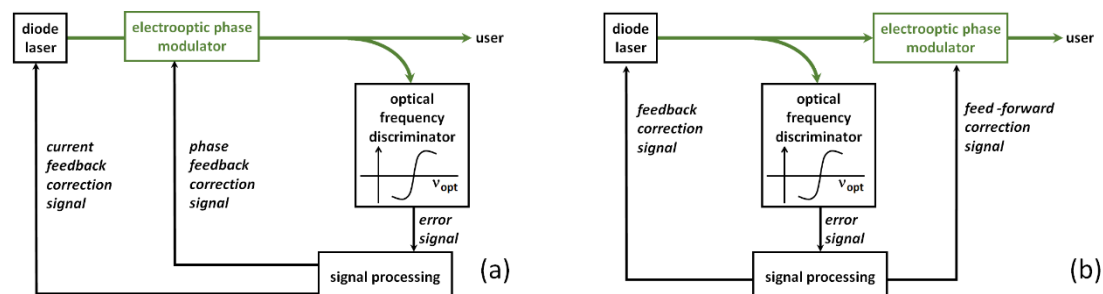 diode
laser
electrooptic phase
modulator
user
optical
frequency
discriminator
νopt
current
feedback
correction
signal
phase
feedback
correction
signal
error
signal
signal processing
(a)
diode
laser
electrooptic phase
modulator
user
optical
frequency
discriminator
νopt
feedback
correction
signal
feed -forward
correction
signal
error
signal
signal processing
(b)